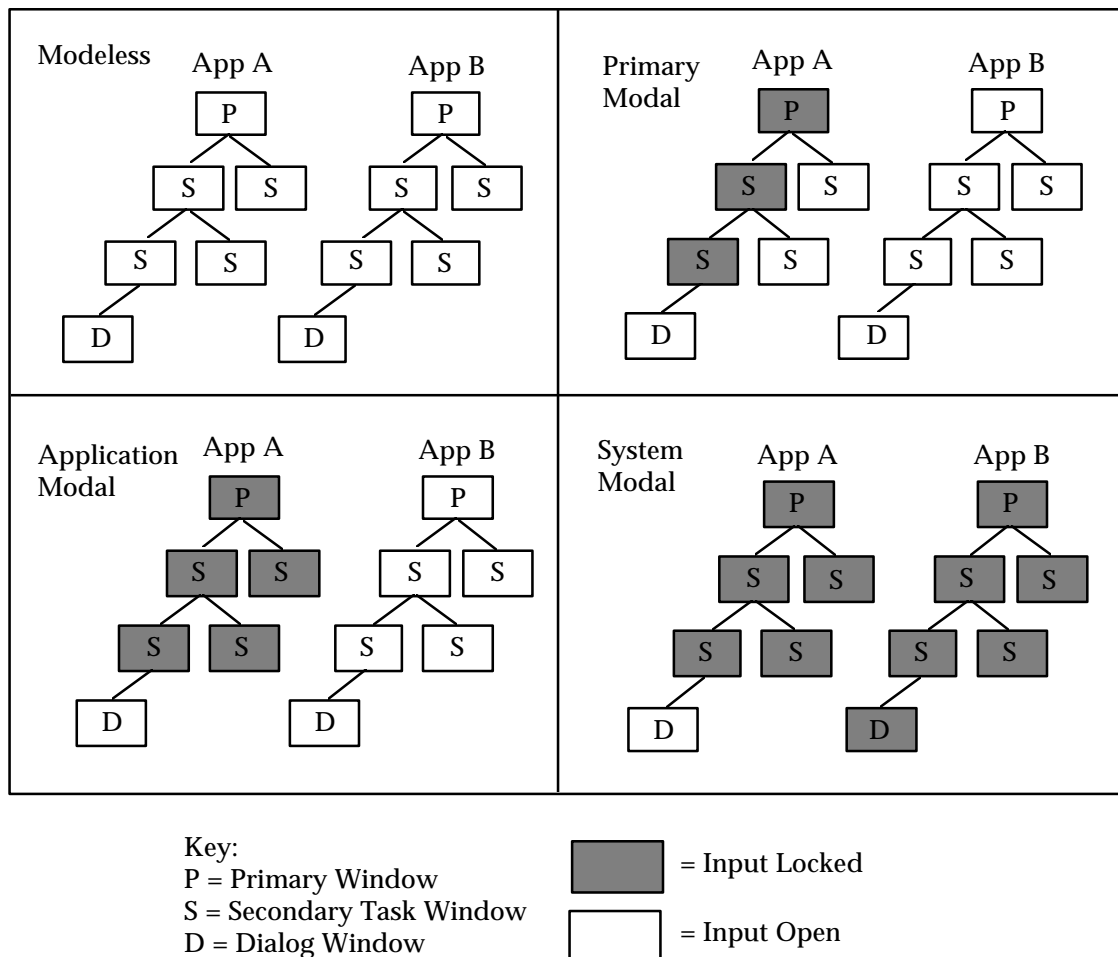 Modeless
App A
App B
P
P
S
S
S
S
S
S
S
S
D
D
Primary
Modal
App A
App B
P
P
S
S
S
S
S
S
S
S
D
D
Application
Modal
App A
App B
P
P
S
S
S
S
S
S
S
S
D
D
System
Modal
App A
App B
P
P
S
S
S
S
S
S
S
S
D
D
Key:
P = Primary Window
S = Secondary Task Window
D = Dialog Window
= Input Locked
= Input Open